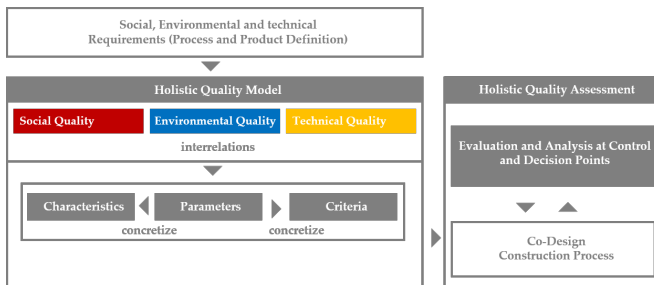 Social, Environmental and technical
Requirements (Process and Product Definition)
Holistic Quality Model
Social Quality
Environmental Quality
Technical Quality
interrelations
Characteristics
Parameters
Criteria
concretize
concretize
Holistic Quality Assessment
Evaluation and Analysis at Control
and Decision Points
Co-Design
Construction Process